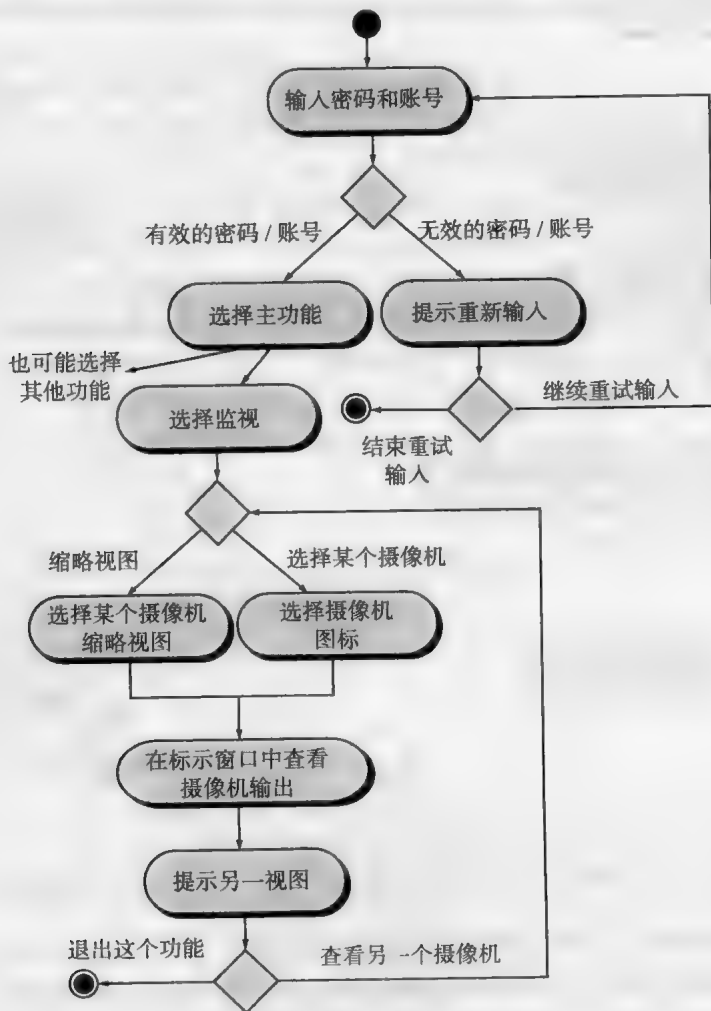 输入密码和账号
有效的密码 / 账号
无效的密码 / 账号
选择主功能
提示重新输入
也可能选择
其他功能
选择监视
继续重试输入
结束重试
输入
缩略视图
选择某个摄像机
选择某个摄像机
缩略视图
选择摄像机
图标
在标示窗口中查看
摄像机输出
提示另一视图
退出这个功能
查看另一个摄像机